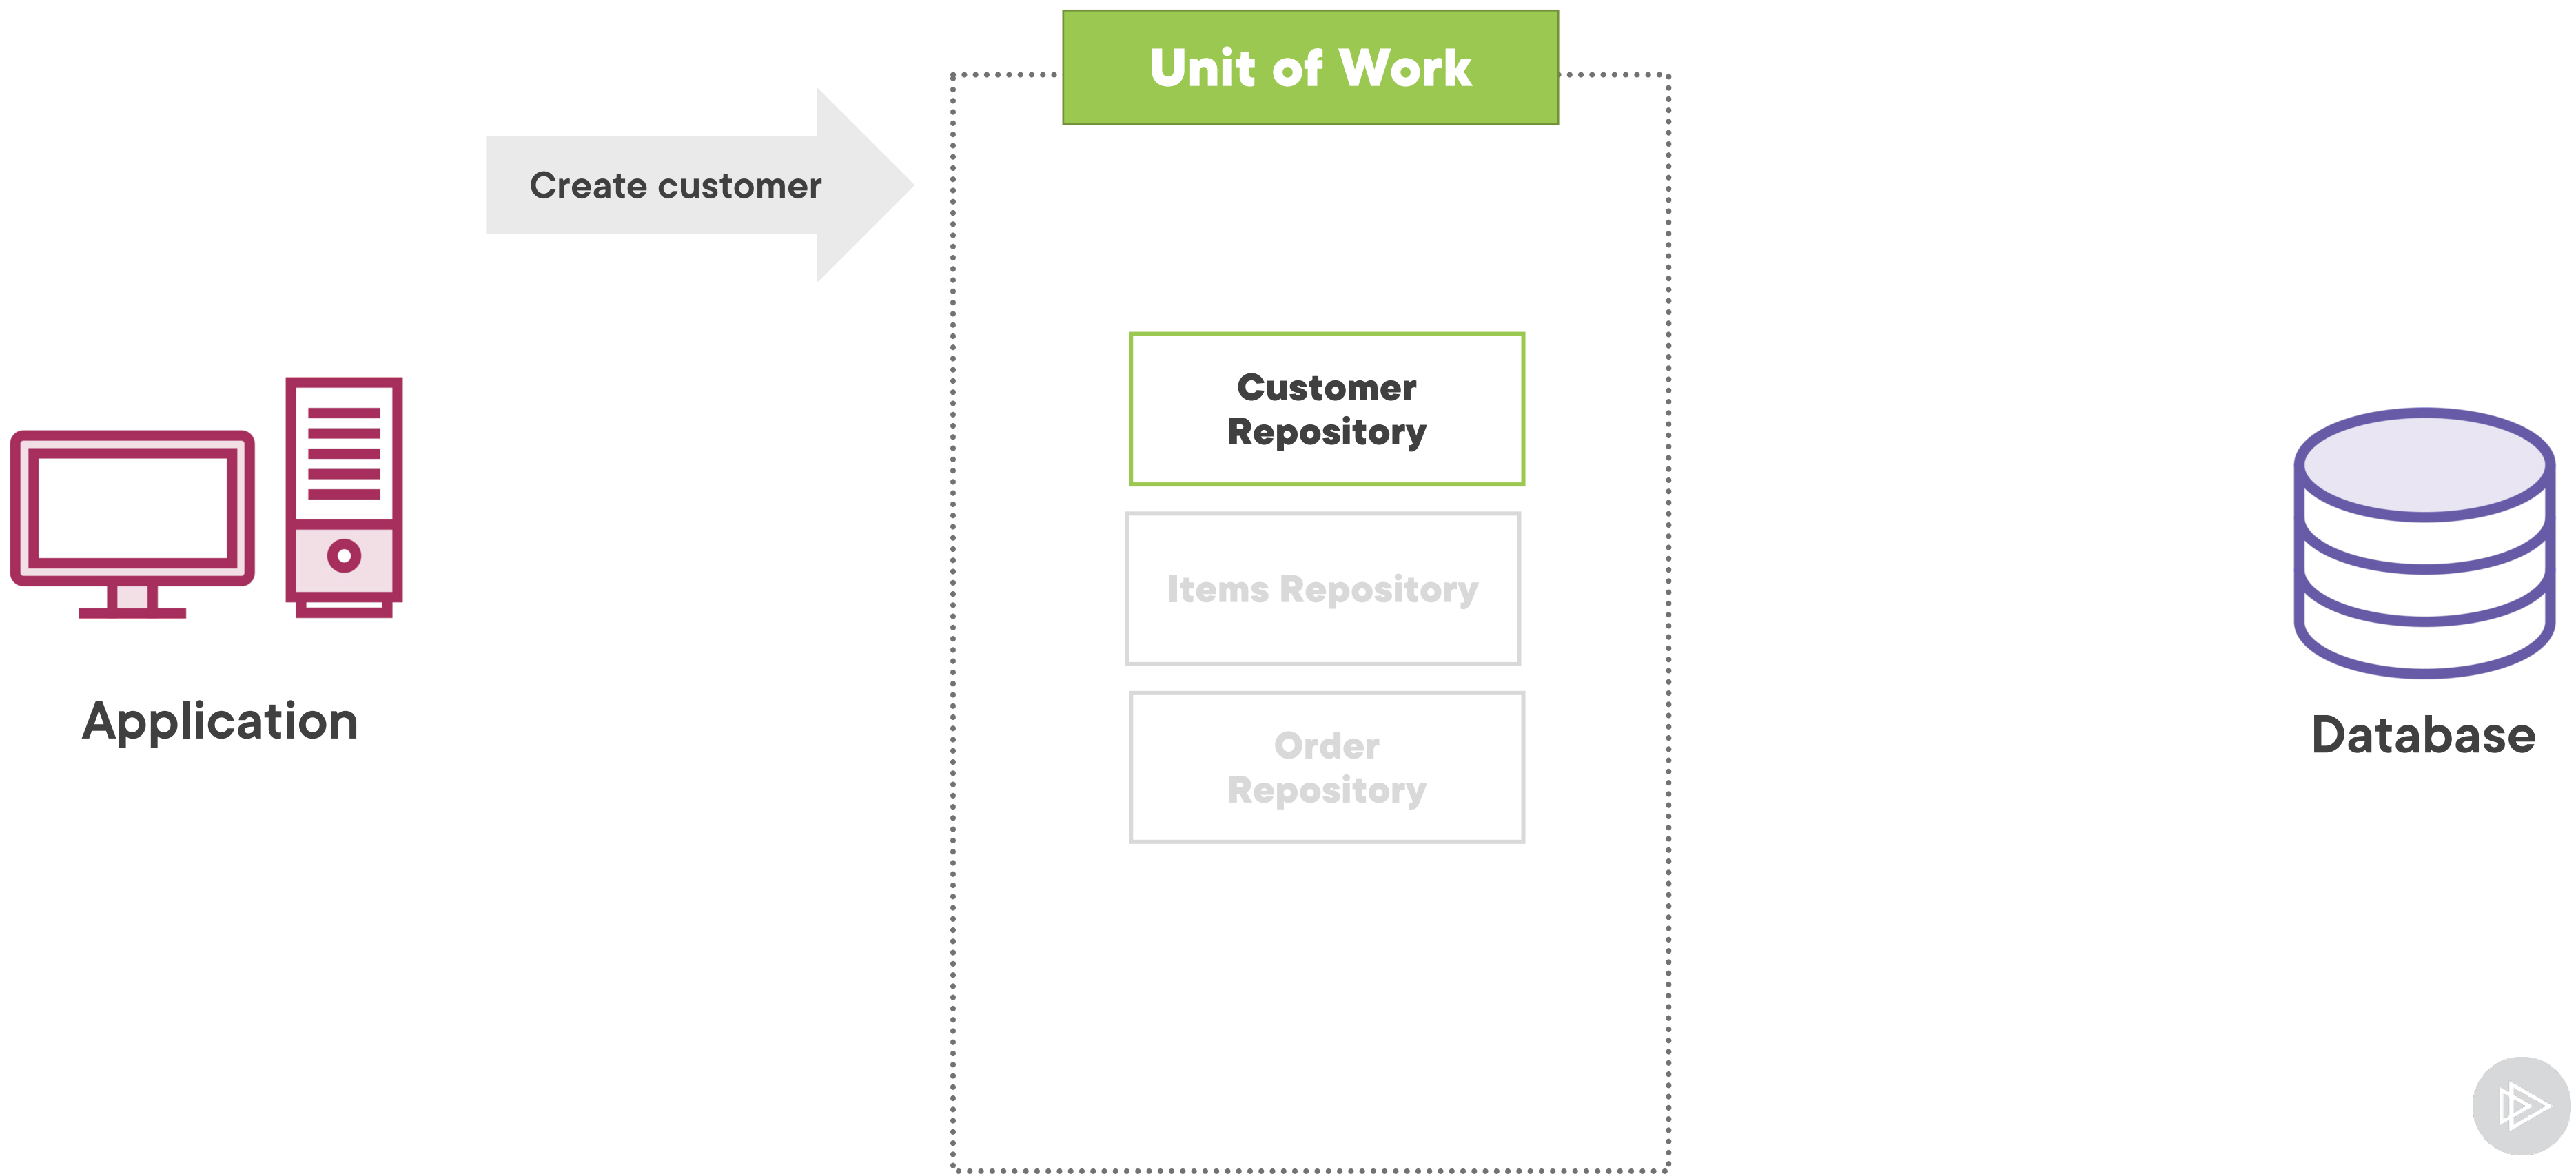 Unit of Work
Create customer
Customer
Repository
Items Repository
Order
Repository
Application
Database